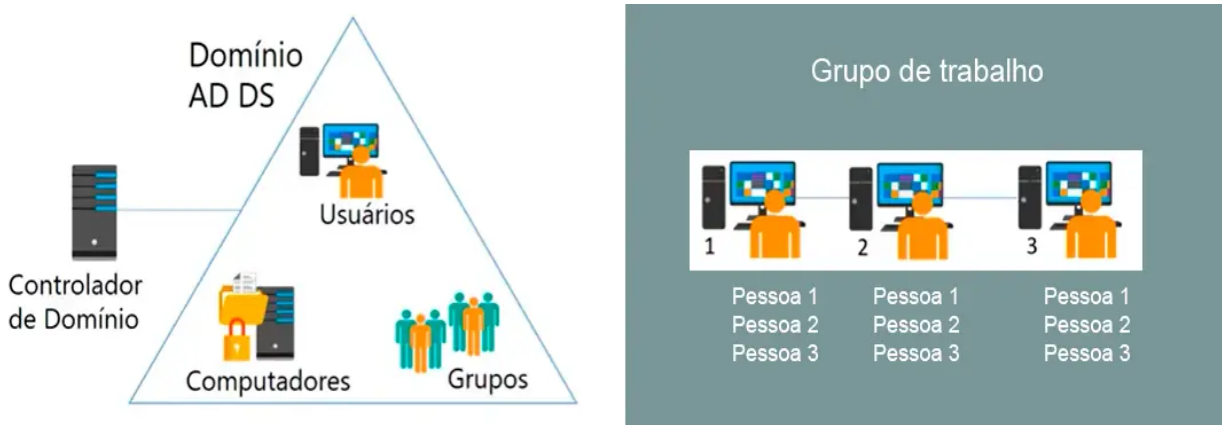 Domínio
AD DS
Usuários
Controlador
de Domínio
Computadores
Grupos
Grupo de trabalho
1
2
3
Pessoa 1
Pessoa 2
Pessoa 3
Pessoa 1
Pessoa 2
Pessoa 3
Pessoa 1
Pessoa 2
Pessoa 3